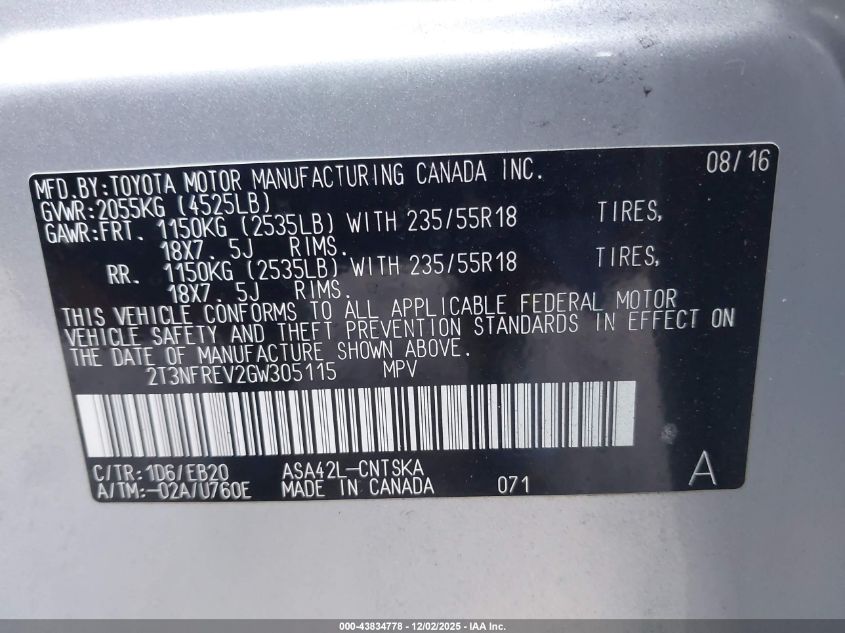 MFD.BY:TOYOTA MOTOR MANUFACTURING CANADA INC. 08/16
GVWR:2055KG (4525LB)
GAWR:FRT. 1150KG (2535LB) WITH 235/55R18 TIRES,
18X7. 5J RIMS.
RR. 1150KG (2535LB) WITH 235/55R18 TIRES,
18X7. 5J RIMS.
THIS VEHICLE CONFORMS TO ALL APPLICABLE FEDERAL MOTOR
VEHICLE SAFETY AND THEFT PREVENTION STANDARDS IN EFFECT ON
THE DATE OF MANUFACTURE SHOWN ABOVE.
2T3NFREV2GW305115 MPV
C/TR:1D6/EB20 ASA42L-CNTSKA A
A/TM:-02A/U760E MADE IN CANADA 071
000-43834778 - 12/02/2025 - IAA Inc.